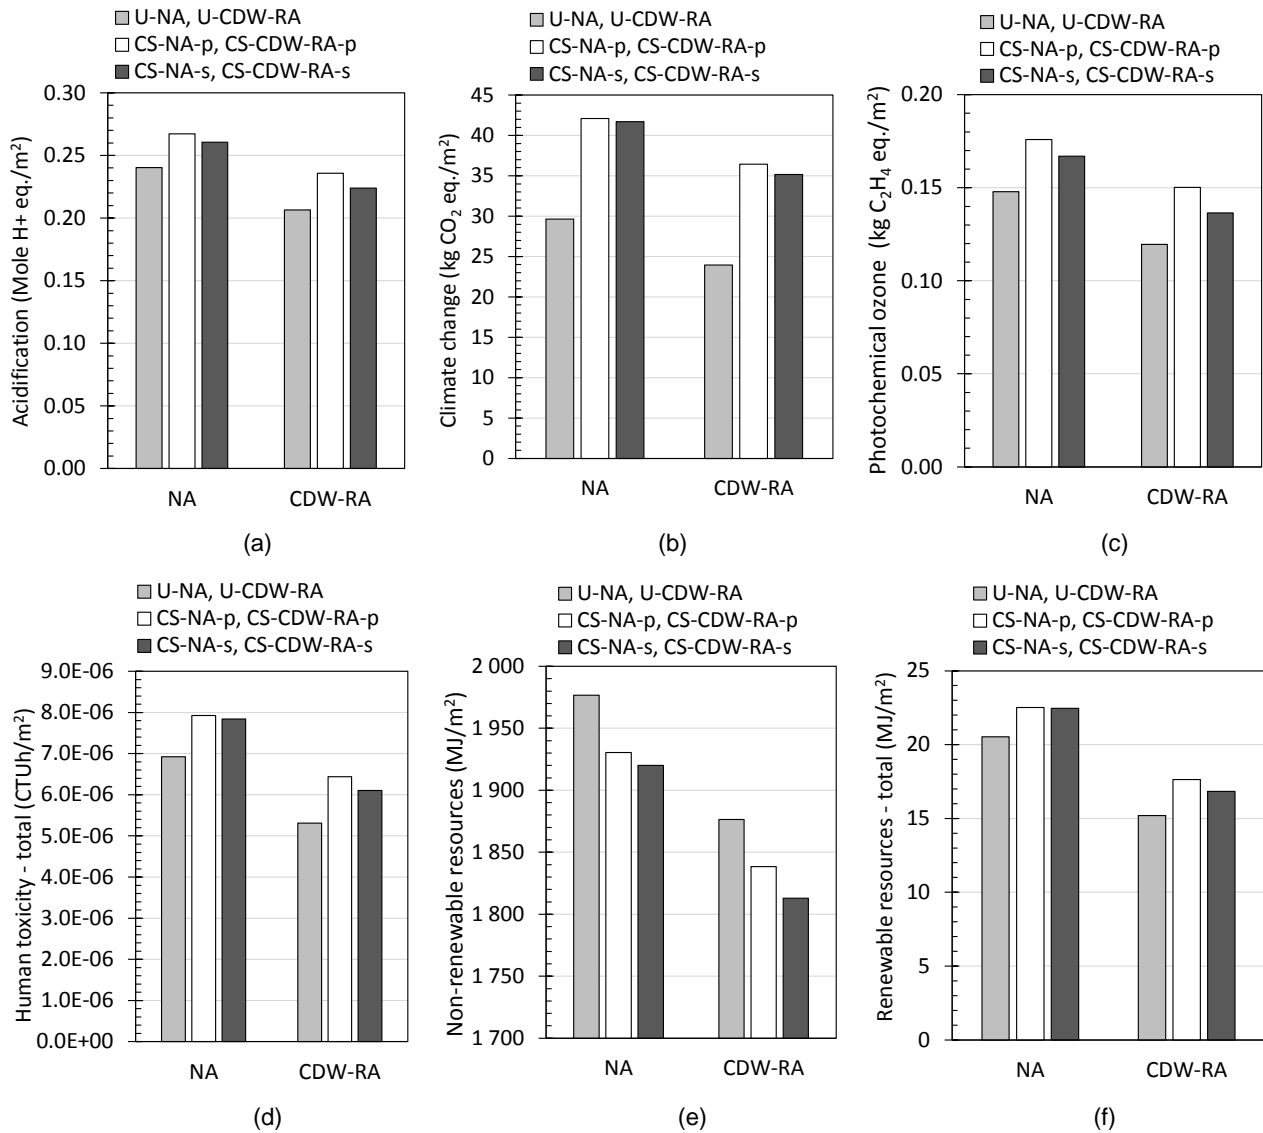 U-NA, U-CDW-RA
CS-NA-p, CS-CDW-RA-p
CS-NA-s, CS-CDW-RA-s
Acidification (Mole H+ eq./m²)
0.30
0.25
0.20
0.15
0.10
0.05
0.00
NA CDW-RA
(a)
U-NA, U-CDW-RA
CS-NA-p, CS-CDW-RA-p
CS-NA-s, CS-CDW-RA-s
Climate change (kg CO₂ eq./m²)
45
40
35
30
25
20
15
10
5
0
NA CDW-RA
(b)
U-NA, U-CDW-RA
CS-NA-p, CS-CDW-RA-p
CS-NA-s, CS-CDW-RA-s
Photochemical ozone (kg C₂H₄ eq./m²)
0.20
0.15
0.10
0.05
0.00
NA CDW-RA
(c)
U-NA, U-CDW-RA
CS-NA-p, CS-CDW-RA-p
CS-NA-s, CS-CDW-RA-s
Human toxicity - total (CTUh/m²)
9.0E-06
8.0E-06
7.0E-06
6.0E-06
5.0E-06
4.0E-06
3.0E-06
2.0E-06
1.0E-06
0.0E+00
NA CDW-RA
(d)
U-NA, U-CDW-RA
CS-NA-p, CS-CDW-RA-p
CS-NA-s, CS-CDW-RA-s
Non-renewable resources (MJ/m²)
2 000
1 950
1 900
1 850
1 800
1 750
1 700
NA CDW-RA
(e)
U-NA, U-CDW-RA
CS-NA-p, CS-CDW-RA-p
CS-NA-s, CS-CDW-RA-s
Renewable resources - total (MJ/m²)
25
20
15
10
5
0
NA CDW-RA
(f)